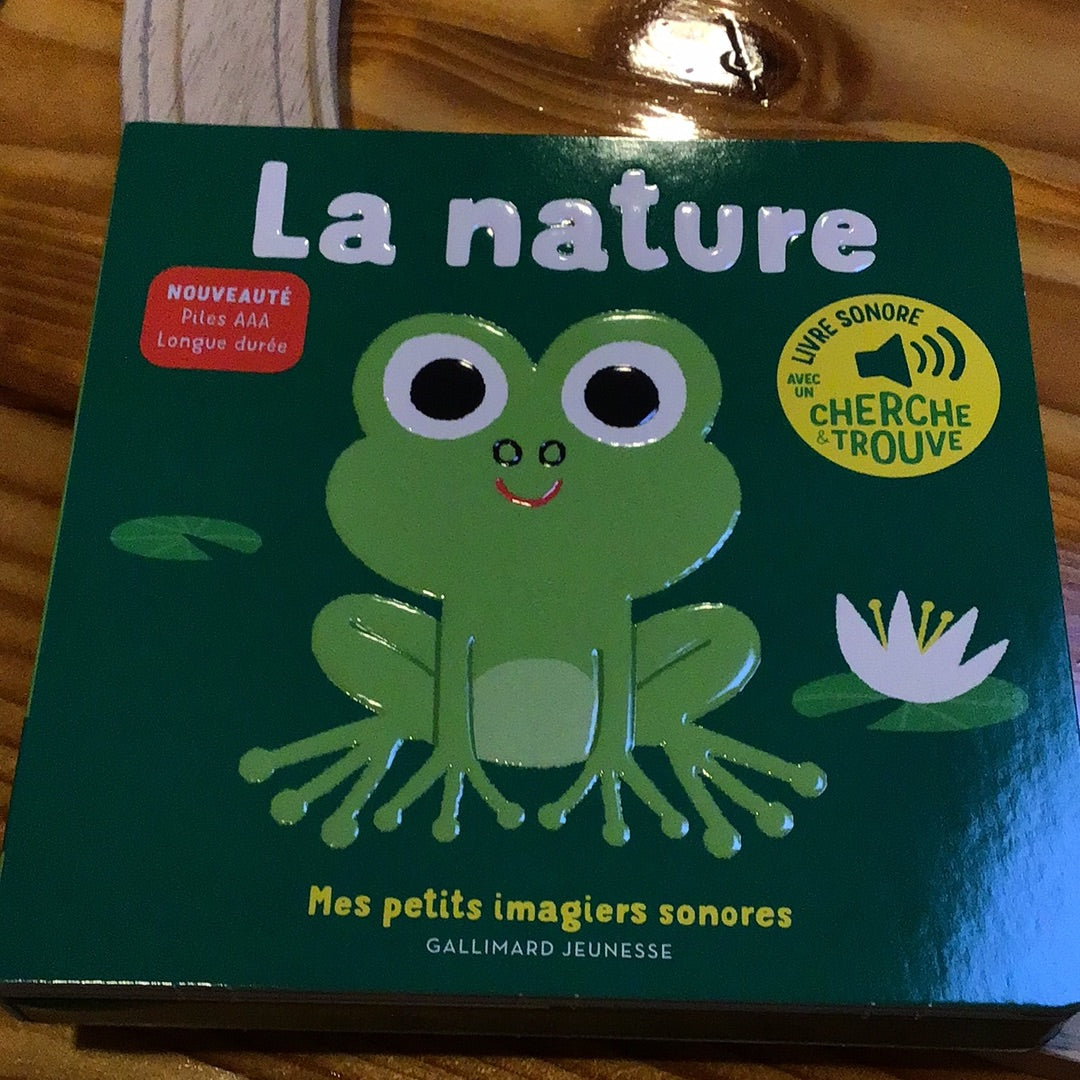 La nature
NOUVEAUTÉ
Piles AAA
Longue durée
LIVRE SONORE
AVEC
UN
CHERCHE
& TROUVE
Mes petits imagiers sonores
GALLIMARD JEUNESSE